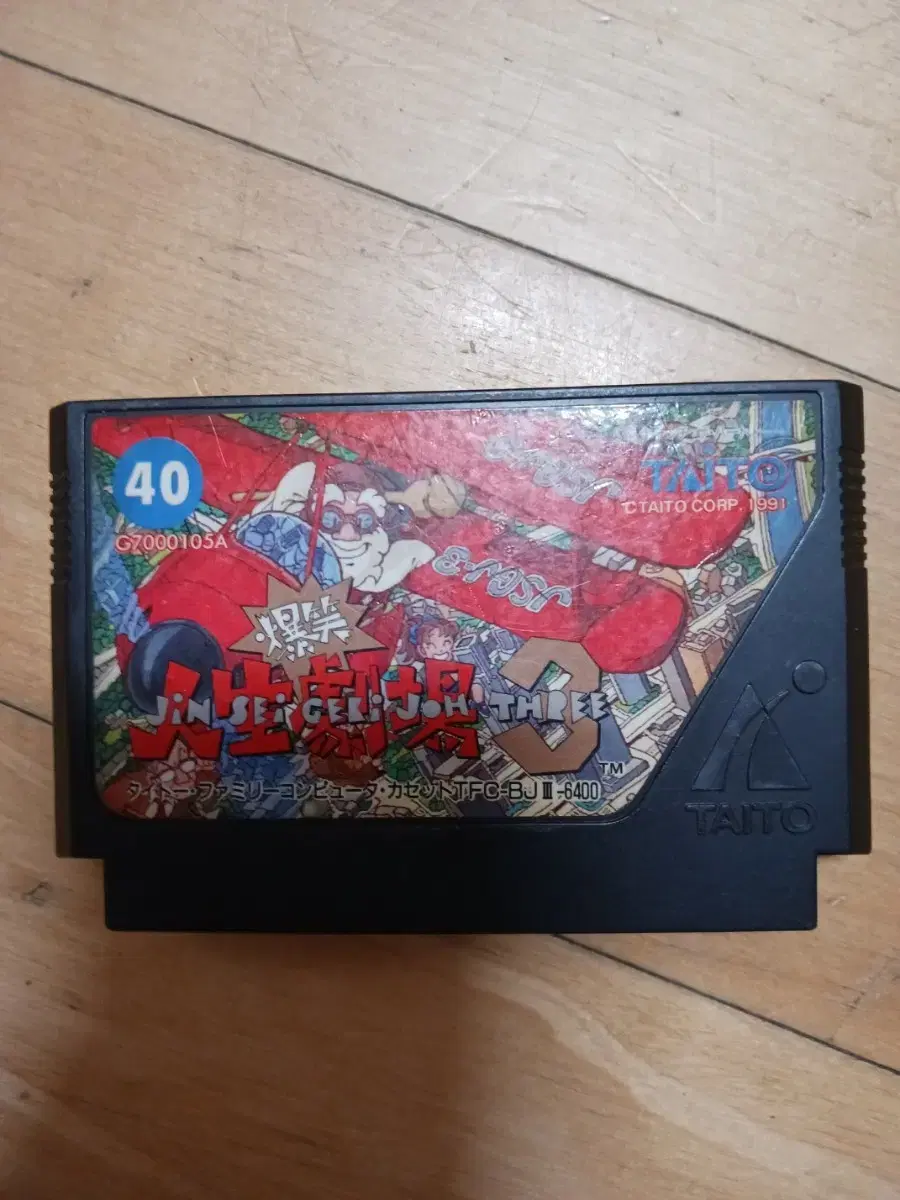 40
G7000105A
TAITO
©TAITO CORP. 1991
JSGJ-3
爆笑
人生劇場3
JINSEI GEKIJOH THREE
TM
タイトー・ファミリーコンピュータ・カセットTFC-BJⅢ-6400
TAITO